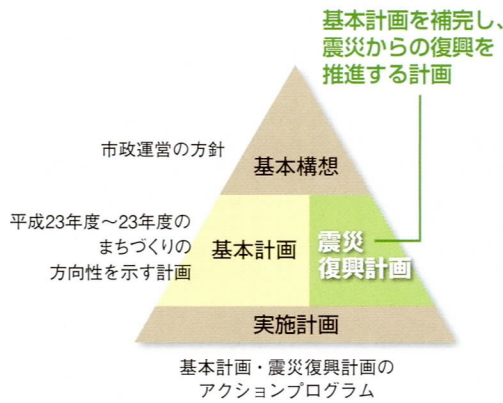 基本計画を補完し、
震災からの復興を
推進する計画
市政運営の方針
基本構想
平成23年度～23年度の
まちづくりの
方向性を示す計画
基本計画
震災
復興計画
実施計画
基本計画・震災復興計画の
アクションプログラム